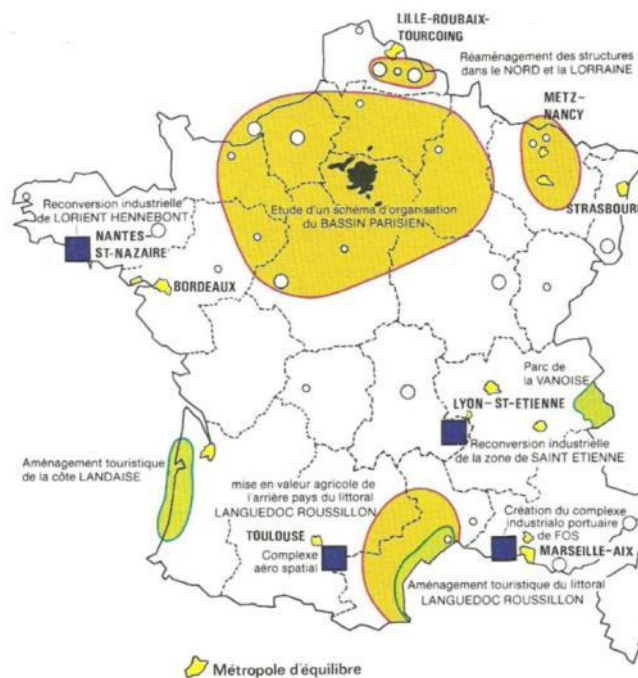 LILLE-ROUBAIX-
TOURCOING
Réaménagement des structures
dans le NORD et la LORRAINE
METZ-
NANCY
STRASBOURG
Reconversion industrielle
de LORIENT HENNEBONT
NANTES
ST-NAZAIRE
Etude d'un schéma d'organisation
du BASSIN PARISIEN
BORDEAUX
Parc de
la VANOISE
LYON-ST-ETIENNE
Reconversion industrielle
de la zone de SAINT ETIENNE
Aménagement touristique
de la côte LANDAISE
mise en valeur agricole de
l'arrière pays du littoral
LANGUEDOC ROUSSILLON
TOULOUSE
Complexe
aéro spatial
Création du complexe
industrialo portuaire
de FOS
MARSEILLE-AIX
Aménagement touristique du littoral
LANGUEDOC ROUSSILLON
Métropole d'équilibre